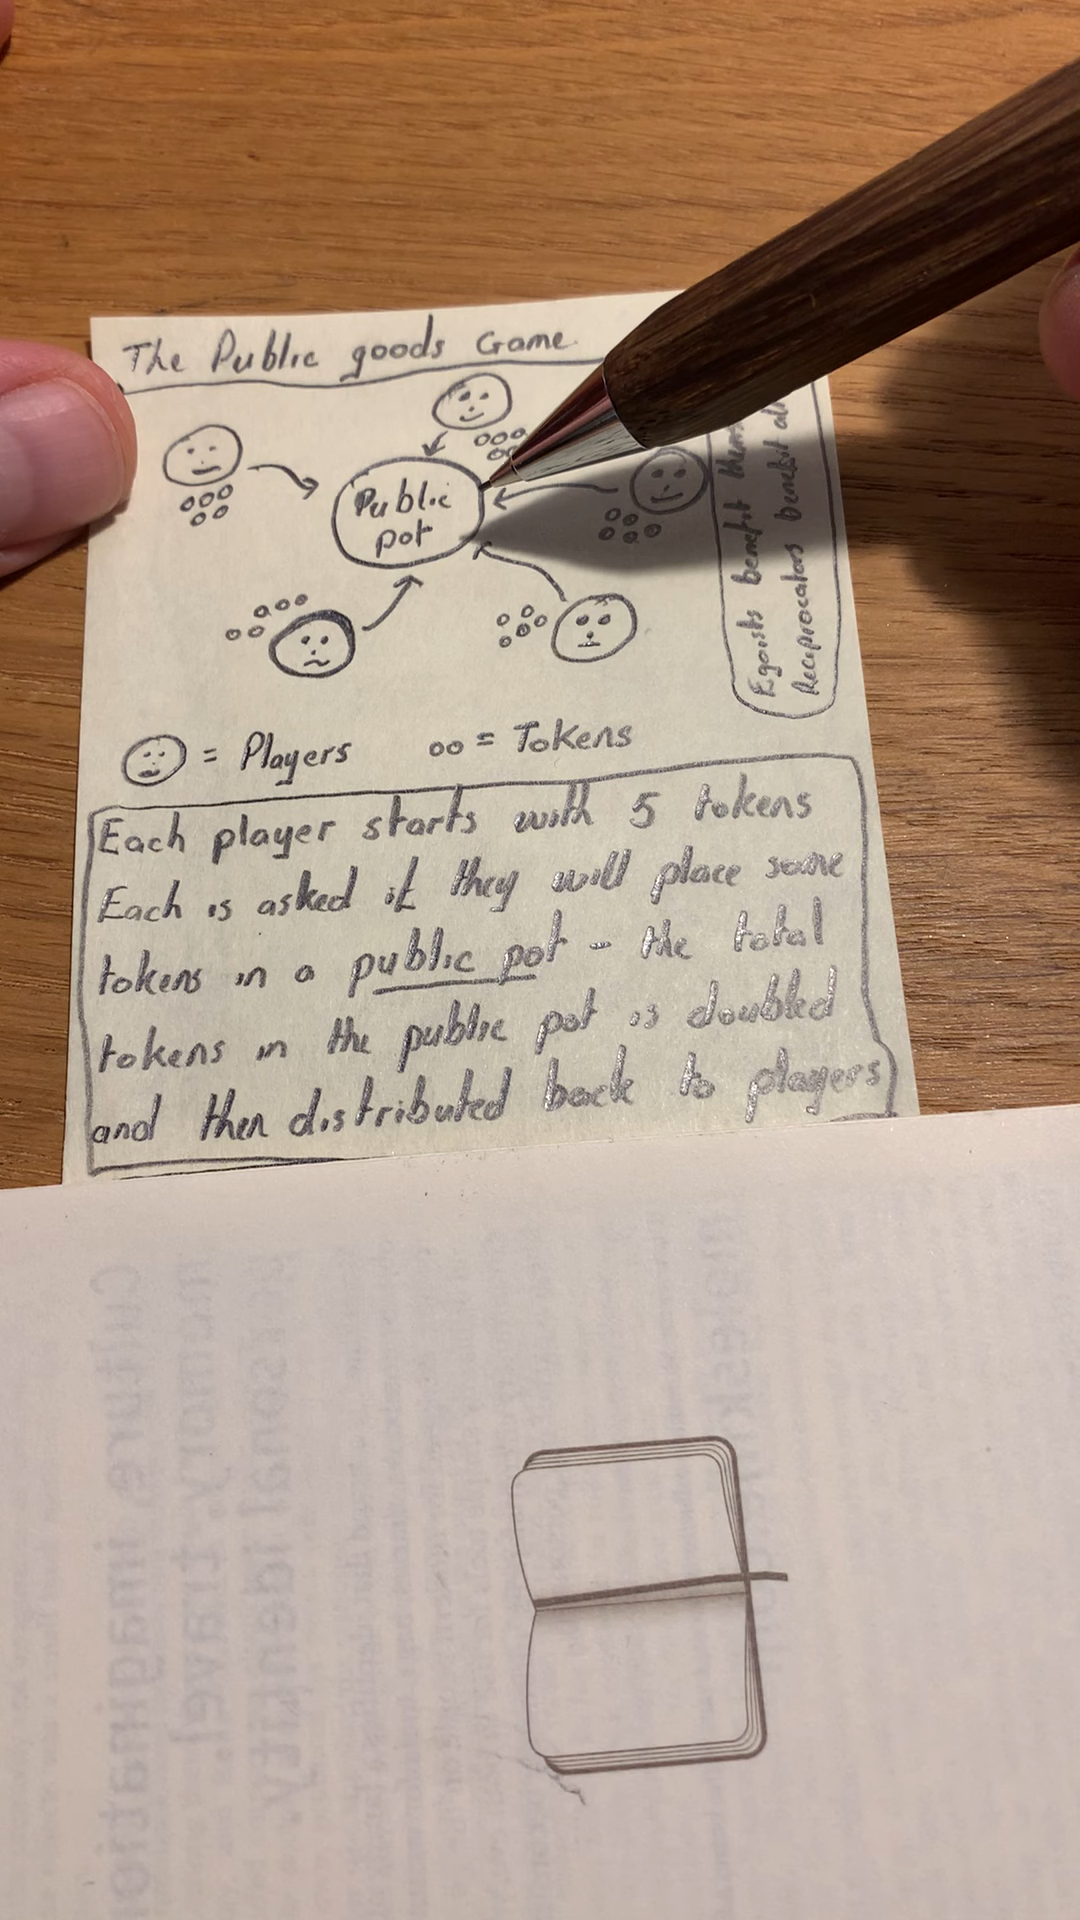 The Public goods Game
Public
pot
Egoists benefit
Reciprocators benefit
= Players
oo = Tokens
Each player starts with 5 tokens
Each is asked if they will place some
tokens in a public pot - the total
tokens in the public pot is doubled
and then distributed back to players